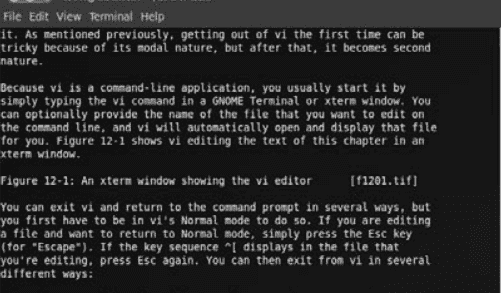 File Edit View Terminal Help
it. As mentioned previously, getting out of vi the first time can be
tricky because of its modal nature, but after that, it becomes second
nature.
Because vi is a command-line application, you usually start it by
simply typing the vi command in a GNOME Terminal or xterm window. You
can optionally provide the name of the file that you want to edit on
the command line, and vi will automatically open and display that file
for you. Figure 12-1 shows vi editing the text of this chapter in an
xterm window.
Figure 12-1: An xterm window showing the vi editor [f1201.tif]
You can exit vi and return to the command prompt in several ways, but
you first have to be in vi's Normal mode to do so. If you are editing
a file and want to return to Normal mode, simply press the Esc key
(for "Escape"). If the key sequence ^[ displays in the file that
you're editing, press Esc again. You can then exit from vi in several
different ways: